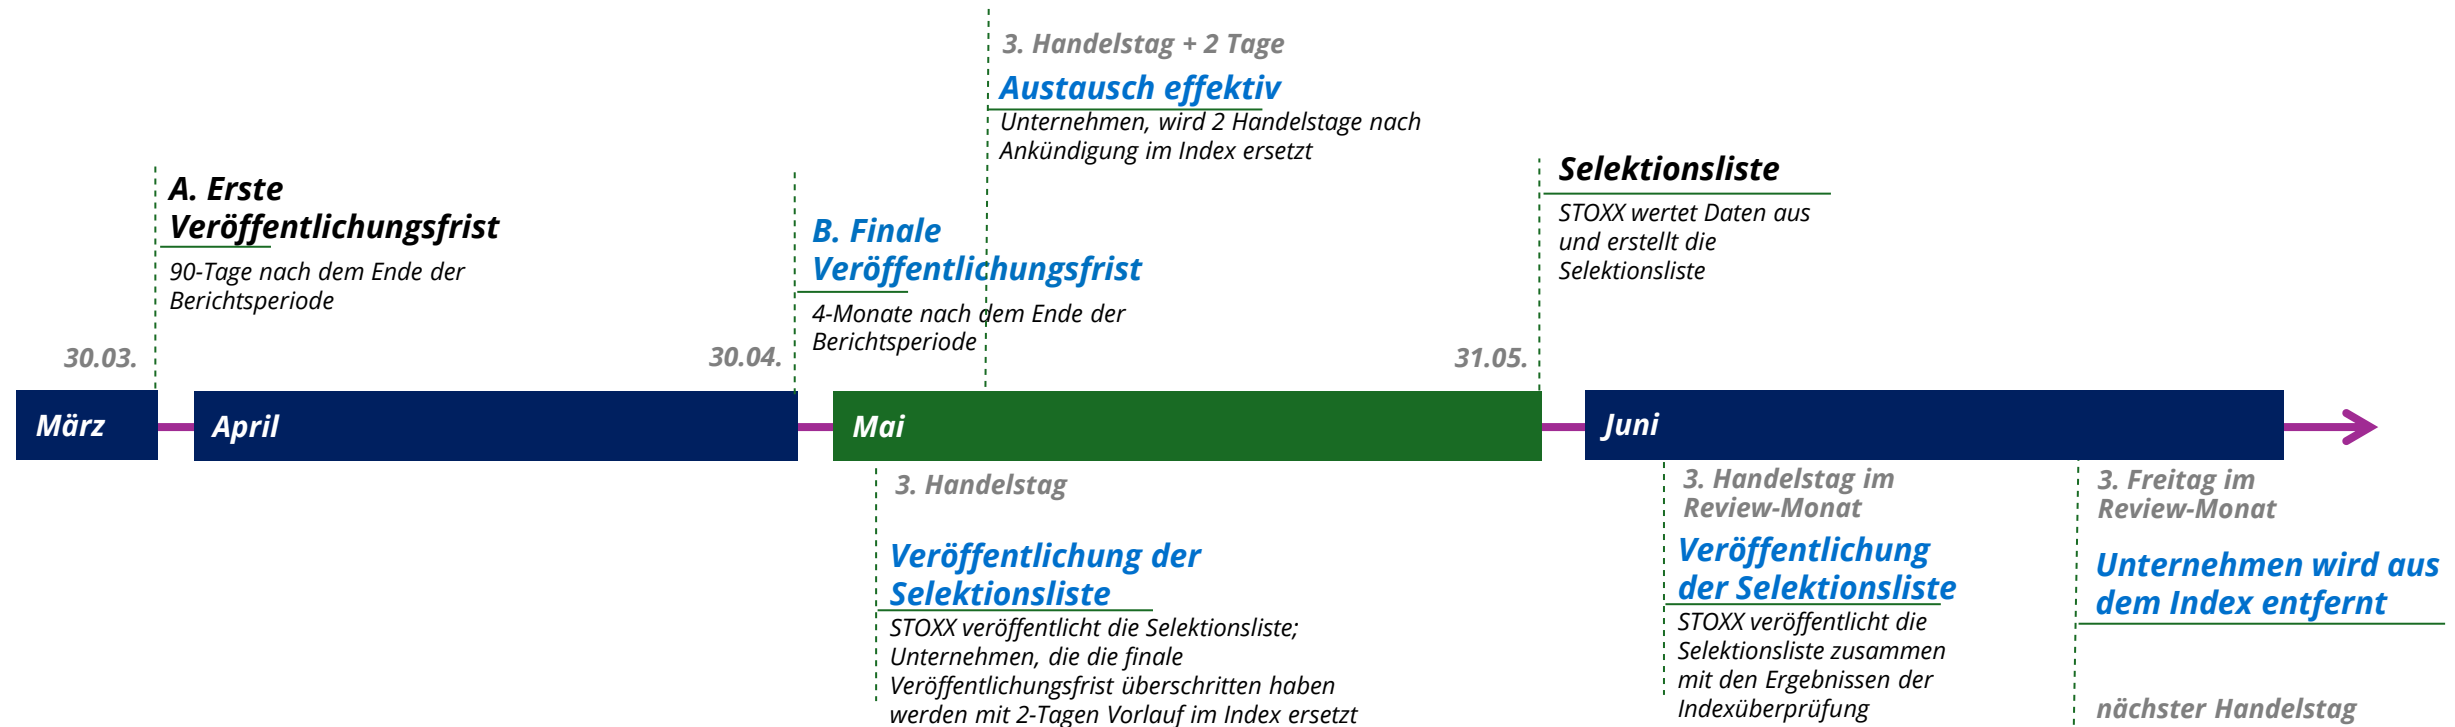 3. Handelstag + 2 Tage
Austausch effektiv
Unternehmen, wird 2 Handelstage nach
Ankündigung im Index ersetzt
A. Erste
Veröffentlichungsfrist
90-Tage nach dem Ende der
Berichtsperiode
B. Finale
Veröffentlichungsfrist
4-Monate nach dem Ende der
Berichtsperiode
Selektionsliste
STOXX wertet Daten aus
und erstellt die
Selektionsliste
30.03.
30.04.
31.05.
März
April
Mai
Juni
3. Handelstag
Veröffentlichung der
Selektionsliste
STOXX veröffentlicht die Selektionsliste;
Unternehmen, die die finale
Veröffentlichungsfrist überschritten haben
werden mit 2-Tagen Vorlauf im Index ersetzt
3. Handelstag im
Review-Monat
Veröffentlichung
der Selektionsliste
STOXX veröffentlicht die
Selektionsliste zusammen
mit den Ergebnissen der
Indexüberprüfung
3. Freitag im
Review-Monat
Unternehmen wird aus
dem Index entfernt
nächster Handelstag